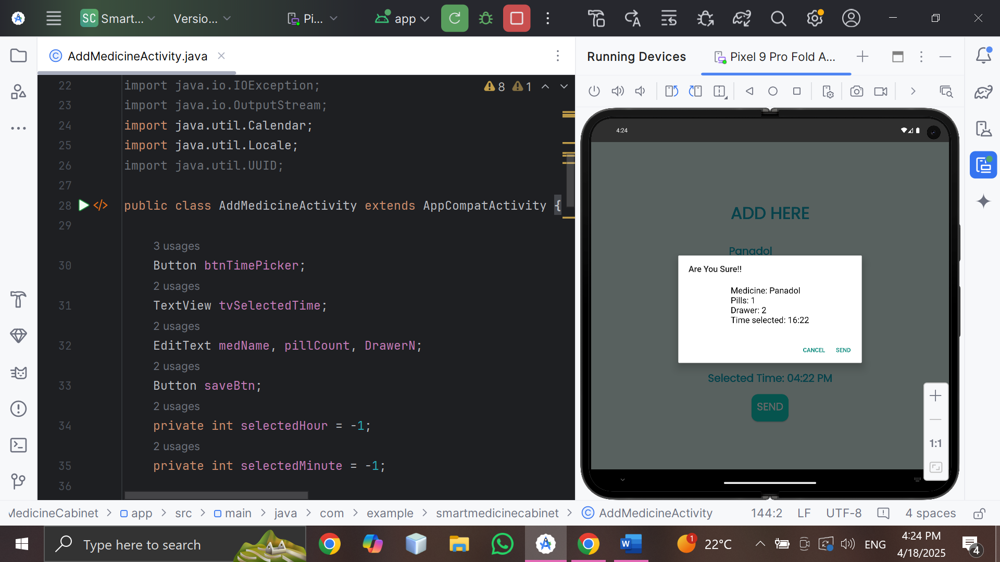 SC Smart... Versio... Pi... app
AddMedicineActivity.java
Running Devices Pixel 9 Pro Fold A...
22 import java.io.IOException;
8 1
23 import java.io.OutputStream;
24 import java.util.Calendar;
25 import java.util.Locale;
26 import java.util.UUID;
27
28 </> public class AddMedicineActivity extends AppCompatActivity {
29
3 usages
30 Button btnTimePicker;
2 usages
31 TextView tvSelectedTime;
2 usages
32 EditText medName, pillCount, DrawerN;
2 usages
33 Button saveBtn;
2 usages
34 private int selectedHour = -1;
2 usages
35 private int selectedMinute = -1;
36
4:24
ADD HERE
Panadol
Are You Sure!!
Medicine: Panadol
Pills: 1
Drawer: 2
Time selected: 16:22
CANCEL SEND
Selected Time: 04:22 PM
SEND
1:1
MedicineCabinet > app > src > main > java > com > example > smartmedicinecabinet > AddMedicineActivity 144:2 LF UTF-8 4 spaces
Type here to search
1 22°C ENG 4:24 PM
4/18/2025
4